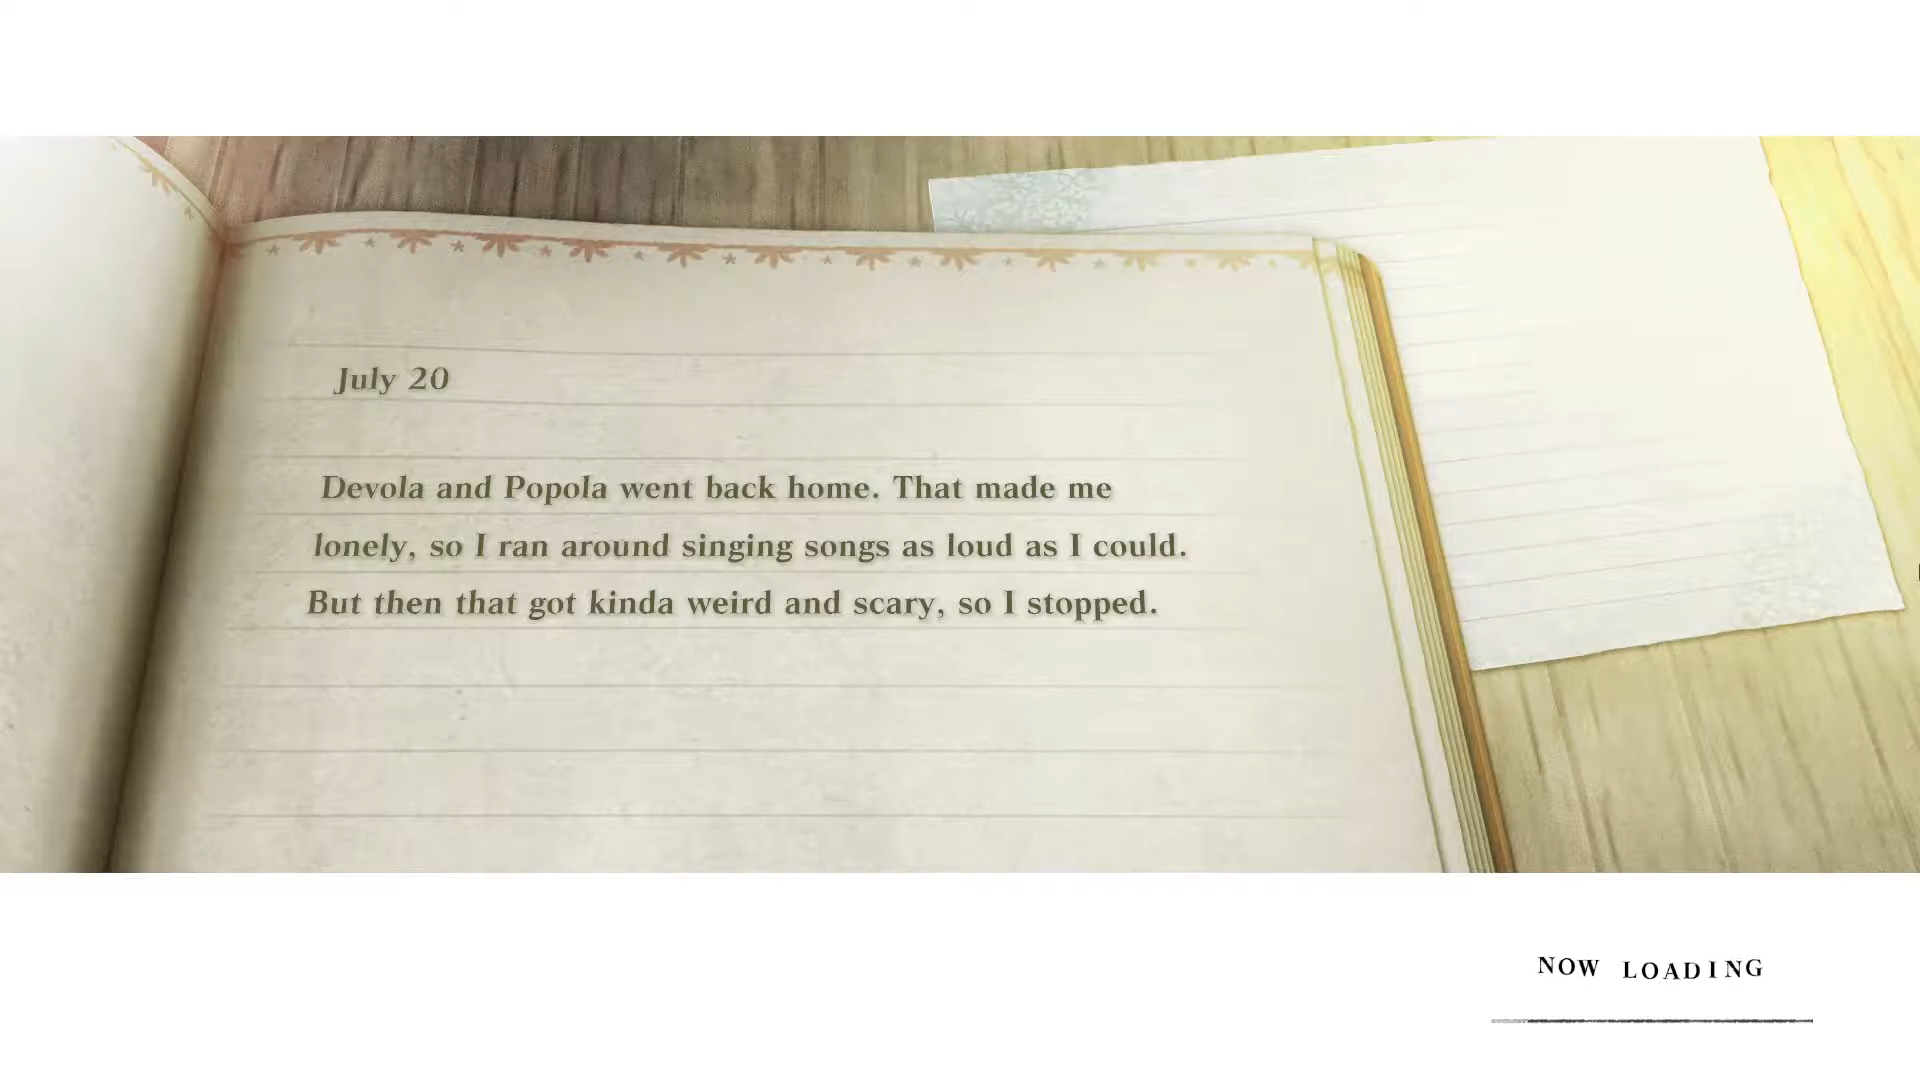 July 20
Devola and Popola went back home. That made me
lonely, so I ran around singing songs as loud as I could.
But then that got kinda weird and scary, so I stopped.
NOW LOADING